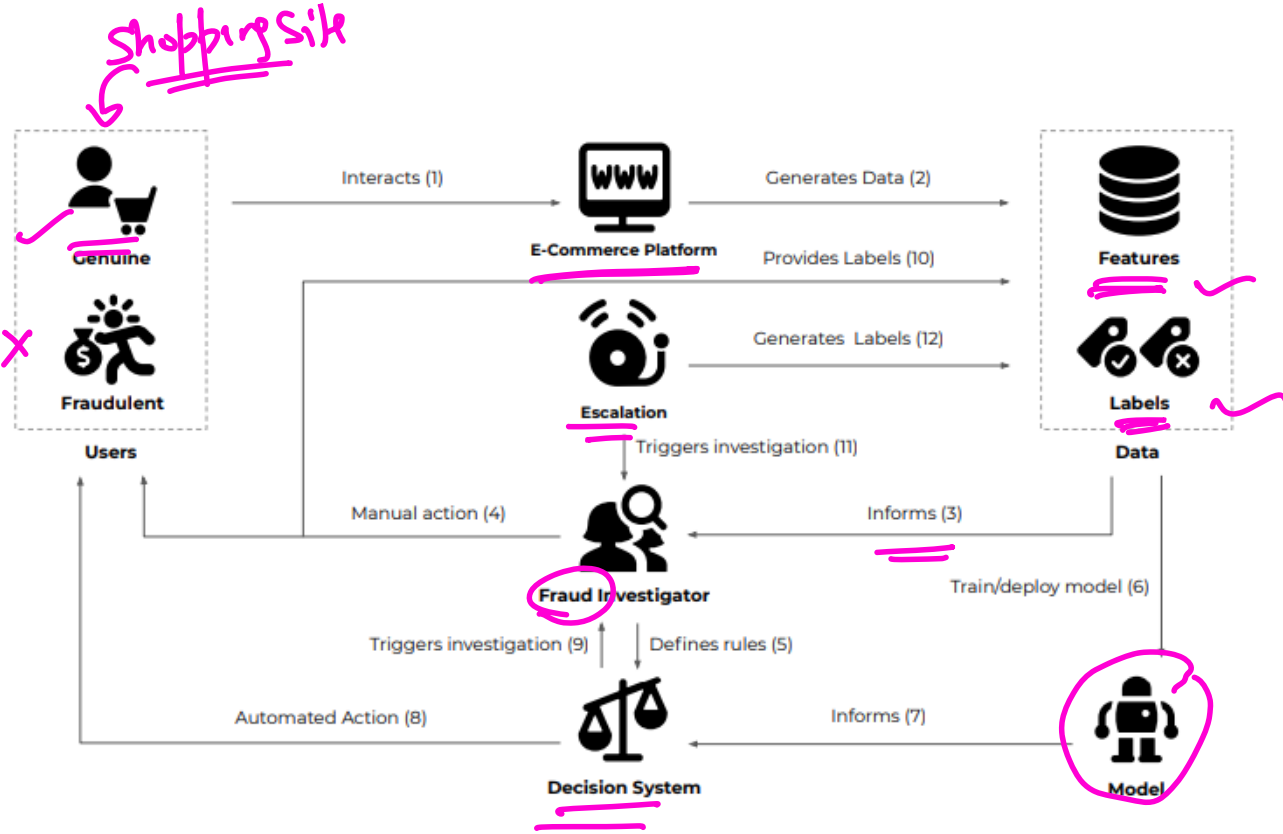 Shopping Site
Interacts (1)
WWW
Generates Data (2)
E-Commerce Platform
Genuine
Provides Labels (10)
Features
Generates Labels (12)
$
Fraudulent
Escalation
Labels
Users
Triggers investigation (11)
Data
Manual action (4)
Informs (3)
Fraud Investigator
Train/deploy model (6)
Triggers investigation (9)
Defines rules (5)
Automated Action (8)
Informs (7)
Decision System
Model